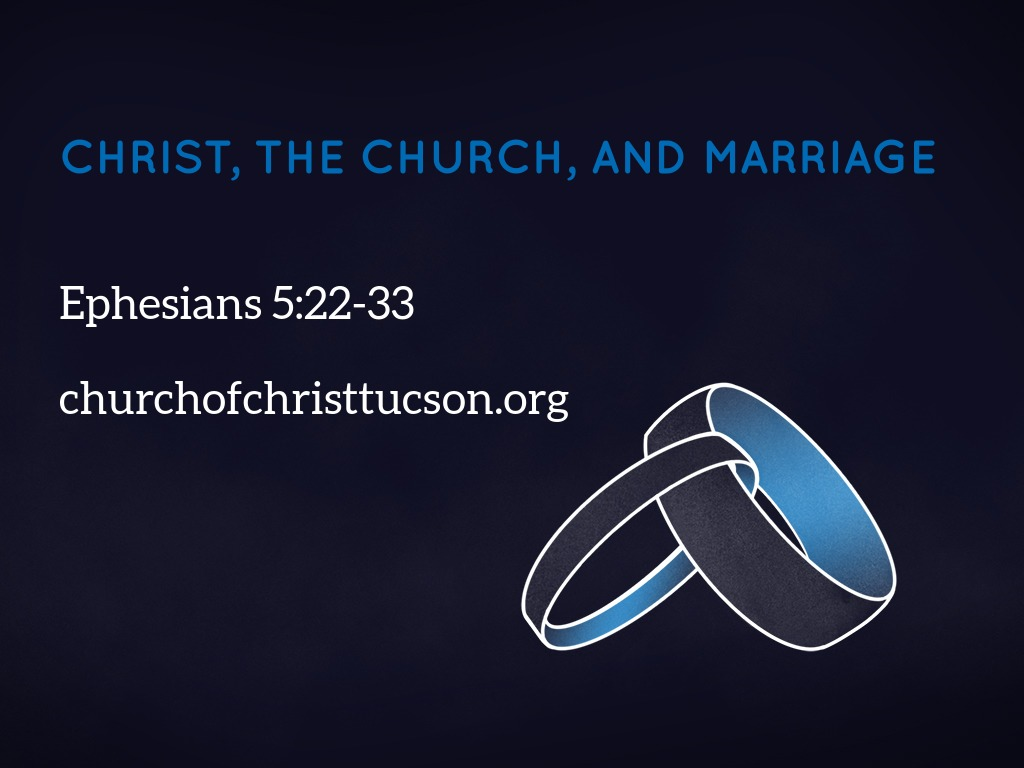 CHRIST, THE CHURCH, AND MARRIAGE
Ephesians 5:22-33
churchofchristtucson.org